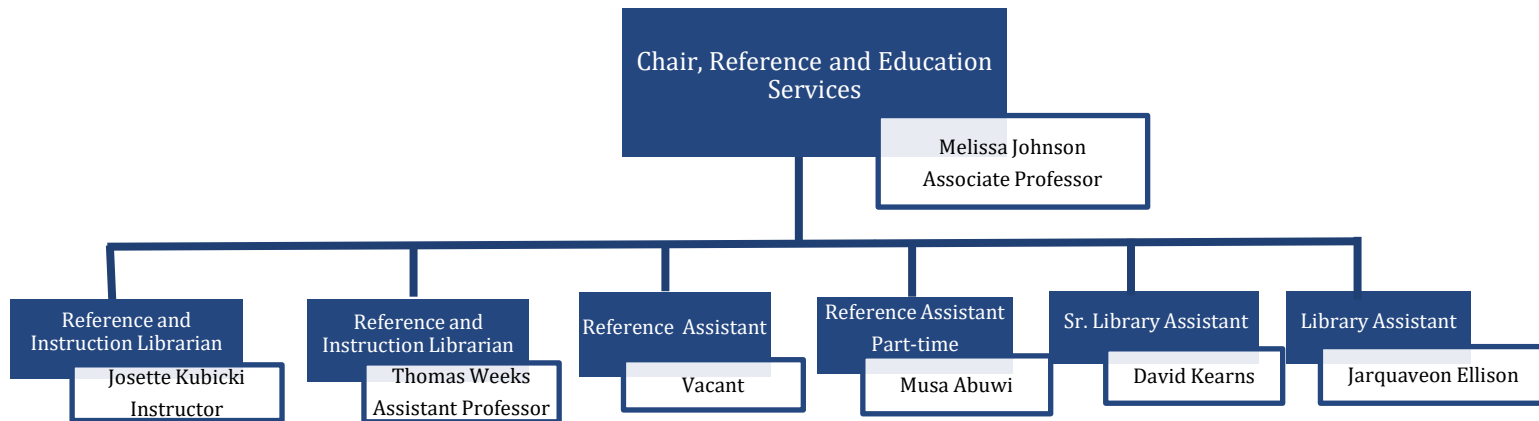 Chair, Reference and Education
Services
Melissa Johnson
Associate Professor
Reference and
Instruction Librarian
Josette Kubicki
Instructor
Reference and
Instruction Librarian
Thomas Weeks
Assistant Professor
Reference Assistant
Vacant
Reference Assistant
Part-time
Musa Abuwi
Sr. Library Assistant
David Kearns
Library Assistant
Jarquaveon Ellison